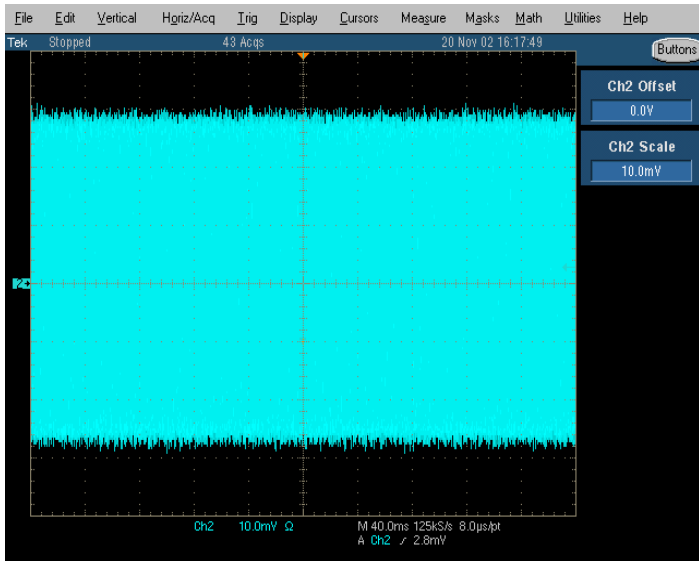 File Edit Vertical Horiz/Acq Trig Display Cursors Measure Masks Math Utilities Help
Tek Stopped 43 Acqs 20 Nov 02 16:17:49
Buttons
Ch2 Offset
0.0V
Ch2 Scale
10.0mV
2
Ch2 10.0mV Ω M 40.0ms 125kS/s 8.0µs/pt
A Ch2 ∕ 2.8mV